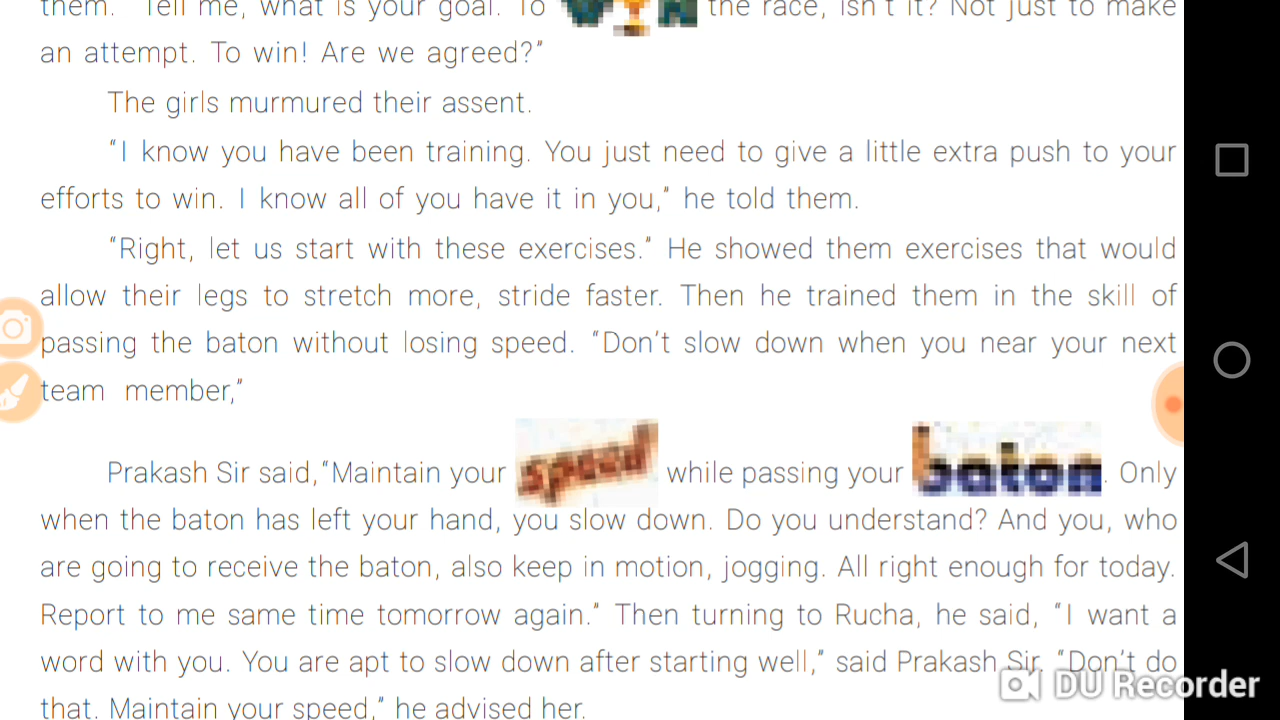 them. "Tell me, what is your goal. To WIN the race, isn't it? Not just to make
an attempt. To win! Are we agreed?"
The girls murmured their assent.
"I know you have been training. You just need to give a little extra push to your
efforts to win. I know all of you have it in you," he told them.
"Right, let us start with these exercises." He showed them exercises that would
allow their legs to stretch more, stride faster. Then he trained them in the skill of
passing the baton without losing speed. "Don't slow down when you near your next
team member,"
Prakash Sir said,"Maintain your speed while passing your baton. Only
when the baton has left your hand, you slow down. Do you understand? And you, who
are going to receive the baton, also keep in motion, jogging. All right enough for today.
Report to me same time tomorrow again." Then turning to Rucha, he said, "I want a
word with you. You are apt to slow down after starting well," said Prakash Sir. "Don't do
that. Maintain your speed," he advised her.
DU Recorder